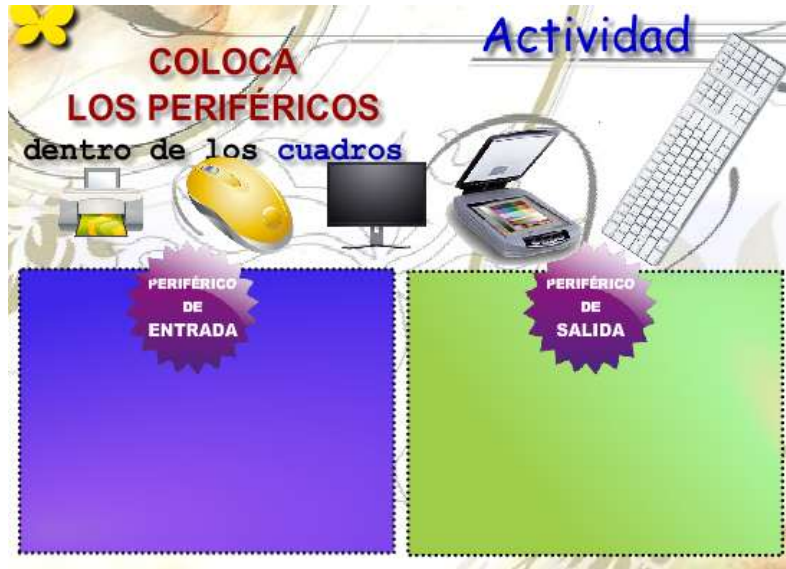 Actividad
COLOCA
LOS PERIFÉRICOS
dentro de los cuadros
PERIFÉRICO
DE
ENTRADA
PERIFÉRICO
DE
SALIDA